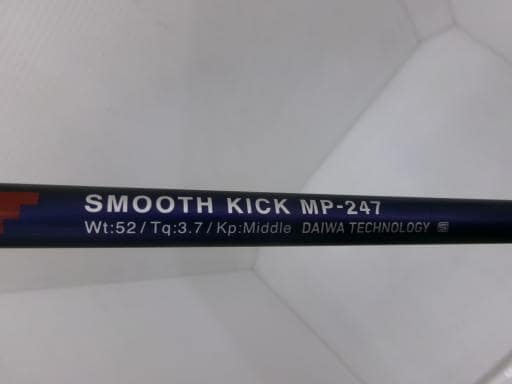 SMOOTH KICK MP-247
Wt:52 / Tq:3.7 / Kp:Middle DAIWA TECHNOLOGY S